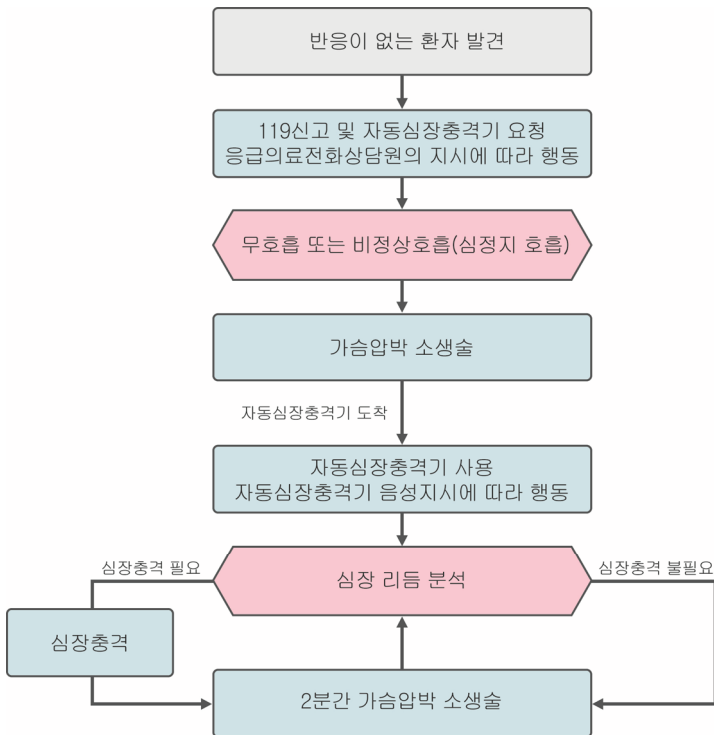 반응이 없는 환자 발견
119신고 및 자동심장충격기 요청
응급의료전화상담원의 지시에 따라 행동
무호흡 또는 비정상호흡(심정지 호흡)
가슴압박 소생술
자동심장충격기 도착
자동심장충격기 사용
자동심장충격기 음성지시에 따라 행동
심장충격 필요
심장 리듬 분석
심장충격 불필요
심장충격
2분간 가슴압박 소생술